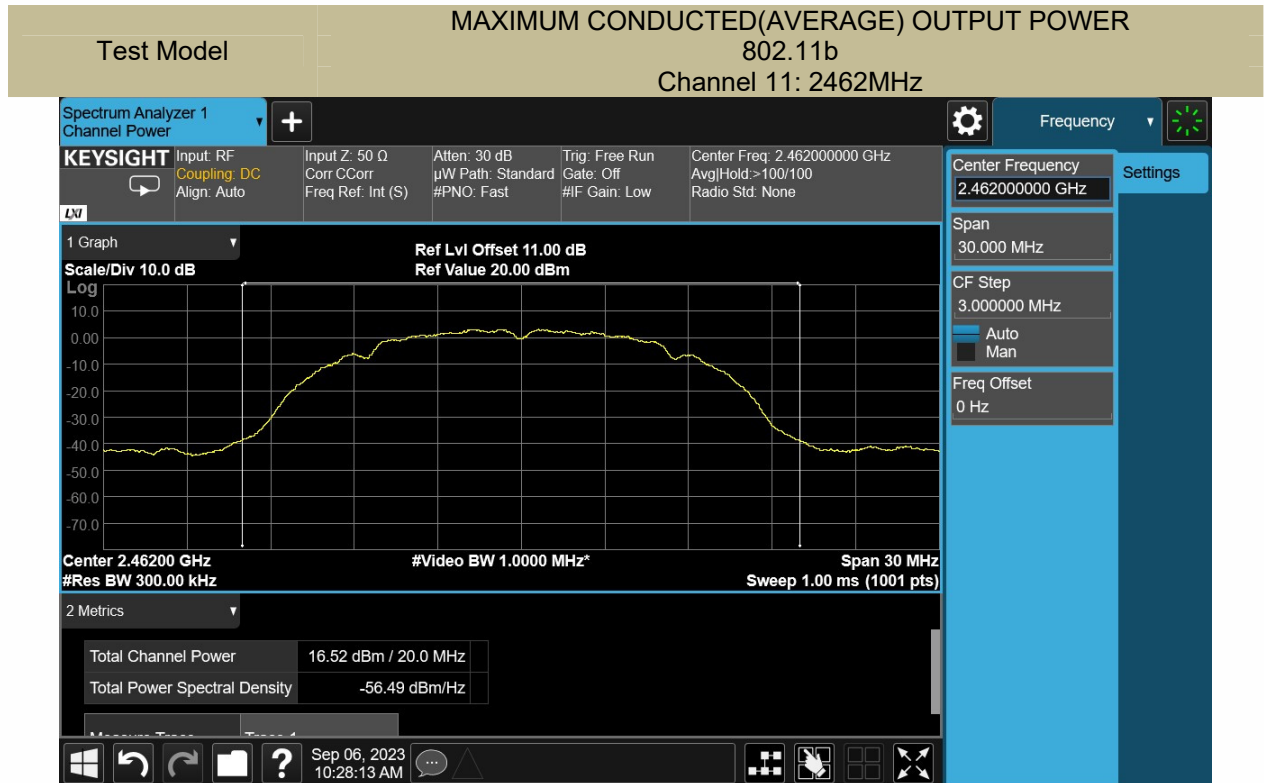 MAXIMUM CONDUCTED(AVERAGE) OUTPUT POWER
Test Model
802.11b
Channel 11: 2462MHz
Spectrum Analyzer 1
Channel Power
Frequency
KEYSIGHT
LXI
Input: RF
Coupling: DC
Align: Auto
Input Z: 50 Ω
Corr CCorr
Freq Ref: Int (S)
Atten: 30 dB
µW Path: Standard
#PNO: Fast
Trig: Free Run
Gate: Off
#IF Gain: Low
Center Freq: 2.462000000 GHz
Avg|Hold:>100/100
Radio Std: None
Center Frequency
2.462000000 GHz
Settings
Span
30.000 MHz
CF Step
3.000000 MHz
Auto
Man
Freq Offset
0 Hz
1 Graph
Ref Lvl Offset 11.00 dB
Scale/Div 10.0 dB
Ref Value 20.00 dBm
Log
10.0
0.00
-10.0
-20.0
-30.0
-40.0
-50.0
-60.0
-70.0
Center 2.46200 GHz
#Video BW 1.0000 MHz*
Span 30 MHz
#Res BW 300.00 kHz
Sweep 1.00 ms (1001 pts)
2 Metrics
Total Channel Power 16.52 dBm / 20.0 MHz
Total Power Spectral Density -56.49 dBm/Hz
Measure Trace Trace 1
?
Sep 06, 2023
10:28:13 AM